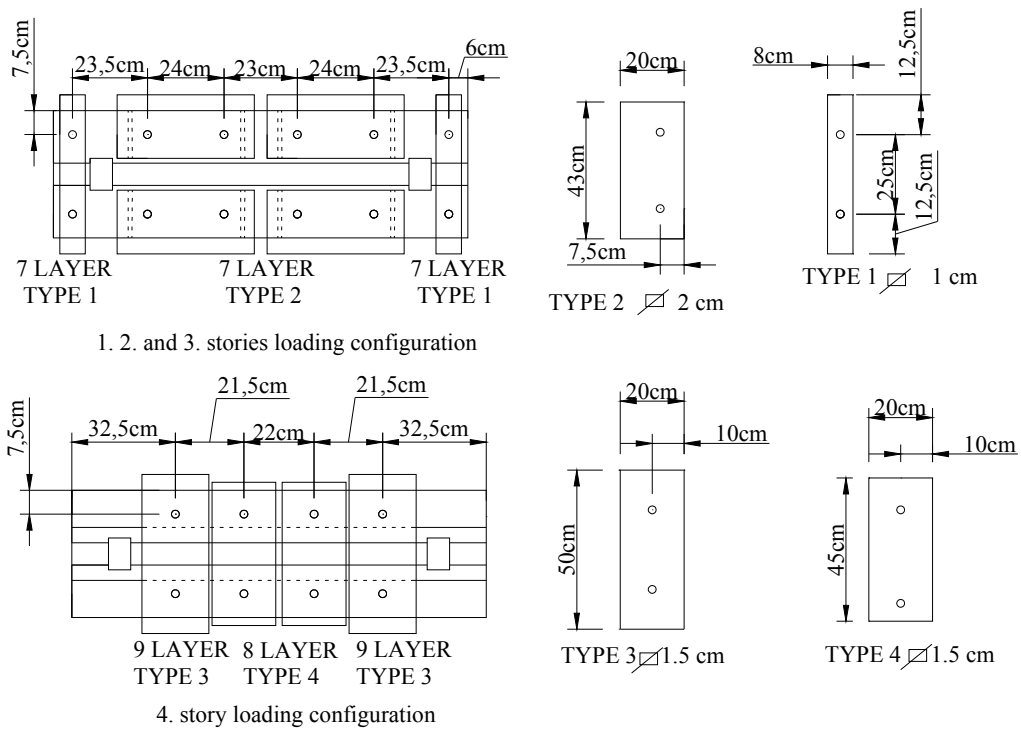 7,5cm
23,5cm
24cm
23cm
24cm
23,5cm
6cm
7 LAYER
TYPE 1
7 LAYER
TYPE 2
7 LAYER
TYPE 1
20cm
43cm
7,5cm
TYPE 2 2 cm
8cm
12,5cm
25cm
12,5cm
TYPE 1 1 cm
1. 2. and 3. stories loading configuration
7,5cm
32,5cm
21,5cm
22cm
21,5cm
32,5cm
9 LAYER
TYPE 3
8 LAYER
TYPE 4
9 LAYER
TYPE 3
20cm
10cm
50cm
TYPE 3 1.5 cm
20cm
10cm
45cm
TYPE 4 1.5 cm
4. story loading configuration